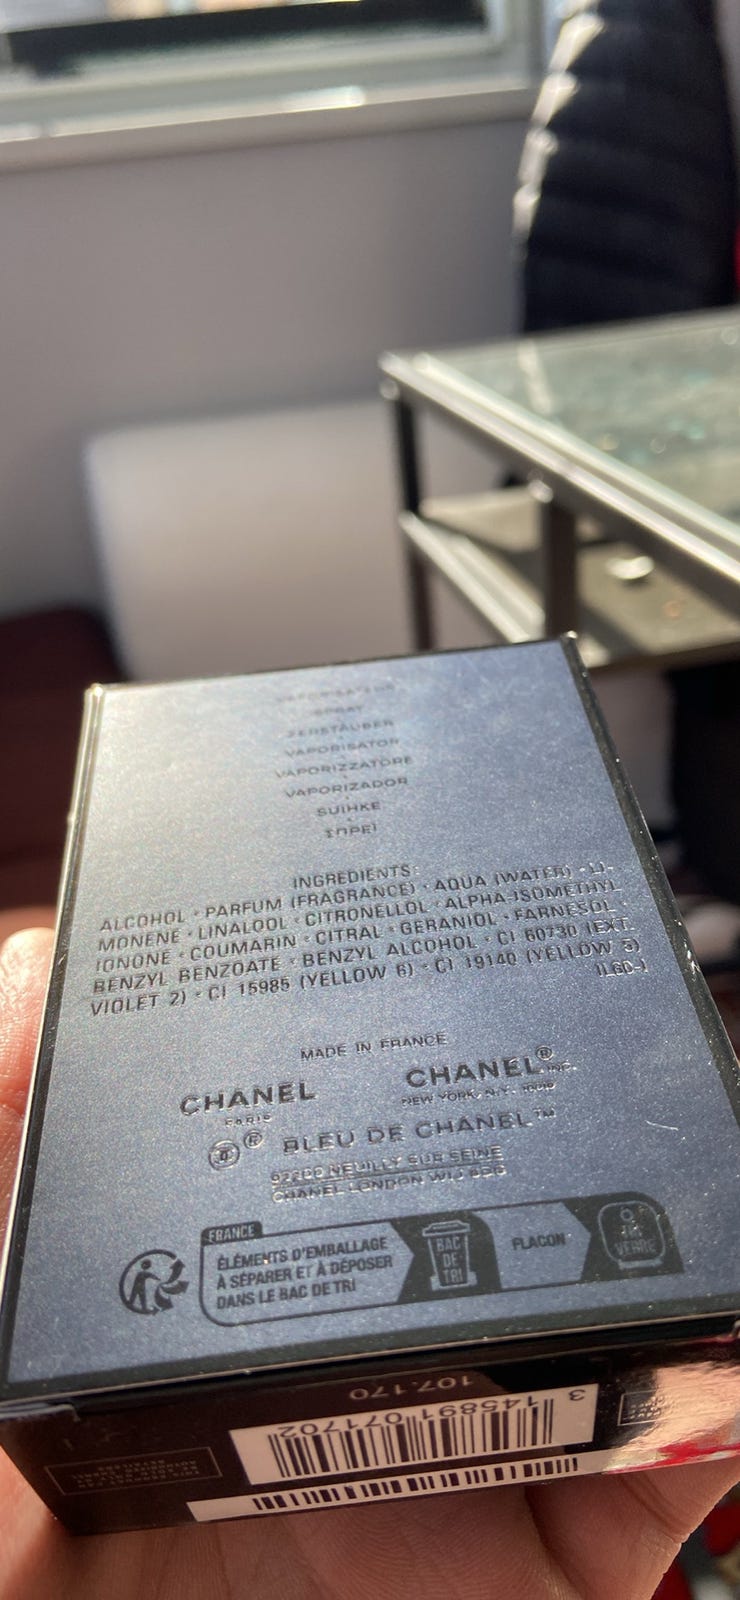 VAPORISATEUR
SPRAY
ZERSTÄUBER
VAPORISATOR
VAPORIZZATORE
VAPORIZADOR
SUIHKE
ΣΠΡΕΪ
INGREDIENTS:
ALCOHOL • PARFUM (FRAGRANCE) • AQUA (WATER) • LI-
MONENE • LINALOOL • CITRONELLOL • ALPHA-ISOMETHYL
IONONE • COUMARIN • CITRAL • GERANIOL • FARNESOL •
BENZYL BENZOATE • BENZYL ALCOHOL • CI 60730 (EXT.
VIOLET 2) • CI 15985 (YELLOW 6) • CI 19140 (YELLOW 5)
IL6D-1
MADE IN FRANCE
CHANEL
PARIS
CHANEL® INC.
NEW YORK, N.Y. 10019
® BLEU DE CHANEL™
92200 NEUILLY SUR SEINE
CHANEL LONDON
FRANCE
ÉLÉMENTS D'EMBALLAGE
À SÉPARER ET À DÉPOSER
DANS LE BAC DE TRI
BAC
DE
TRI
FLACON
VERRE
107.170
3 145891 071702